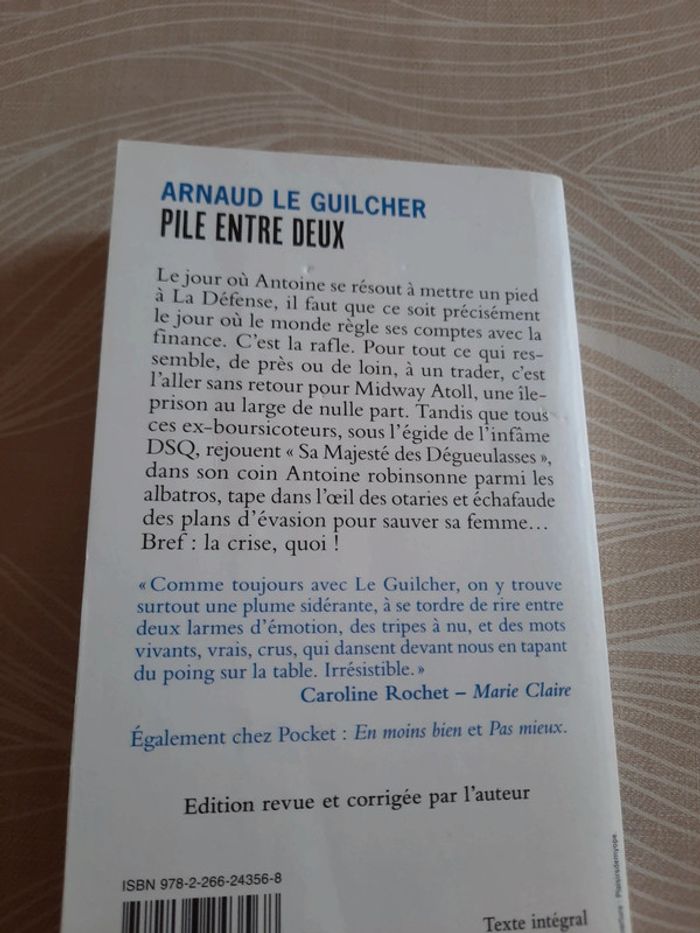 ARNAUD LE GUILCHER
PILE ENTRE DEUX
Le jour où Antoine se résout à mettre un pied
à La Défense, il faut que ce soit précisément
le jour où le monde règle ses comptes avec la
finance. C’est la rafle. Pour tout ce qui res-
semble, de près ou de loin, à un trader, c’est
l’aller sans retour pour Midway Atoll, une île-
prison au large de nulle part. Tandis que tous
ces ex-boursicoteurs, sous l’égide de l’infâme
DSQ, rejouent « Sa Majesté des Dégueulasses »,
dans son coin Antoine robinsonne parmi les
albatros, tape dans l’œil des otaries et échafaude
des plans d’évasion pour sauver sa femme…
Bref : la crise, quoi !
« Comme toujours avec Le Guilcher, on y trouve
surtout une plume sidérante, à se tordre de rire entre
deux larmes d’émotion, des tripes à nu, et des mots
vivants, vrais, crus, qui dansent devant nous en tapant
du poing sur la table. Irrésistible. »
Caroline Rochet – Marie Claire
Également chez Pocket : En moins bien et Pas mieux.
Edition revue et corrigée par l’auteur
ISBN 978-2-266-24356-8
Texte intégral
Plaisirsdemyope